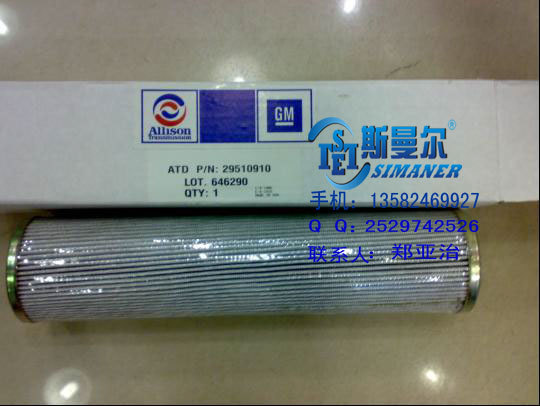 Allison
Transmission
GM
ATD P/N: 29510910
LOT. 646290
QTY: 1
斯曼尔
SIMANER
手机：13582469927
Q Q：2529742526
联系人：郑亚治